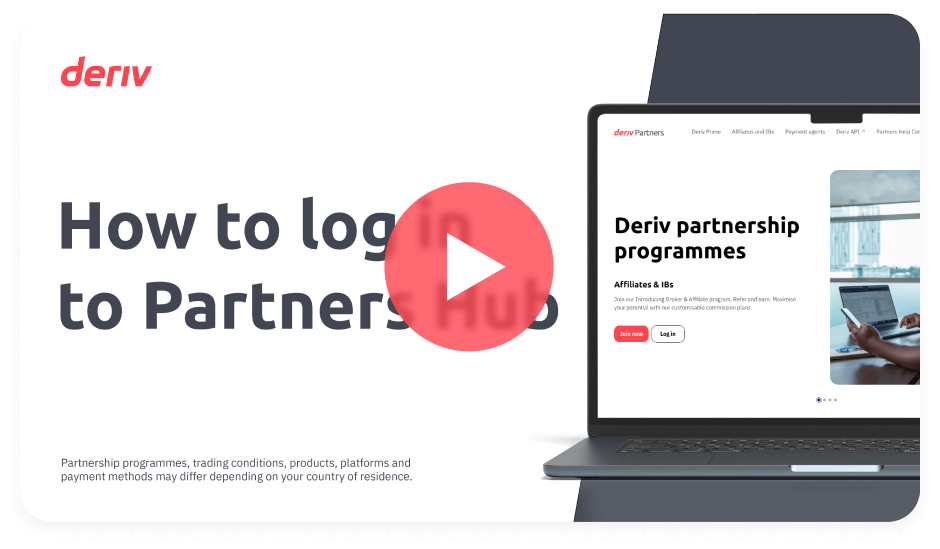 deriv
How to log in
to Partners Hub
Partnership programmes, trading conditions, products, platforms and
payment methods may differ depending on your country of residence.
deriv Partners
Deriv Prime Affiliates and IBs Payment agents Deriv API Partners Help
Deriv partnership
programmes
Affiliates & IBs
Join our Introducing Broker & Affiliate program. Refer and earn. Maximise
your potential with our customisable commission plans.
Join now Log in